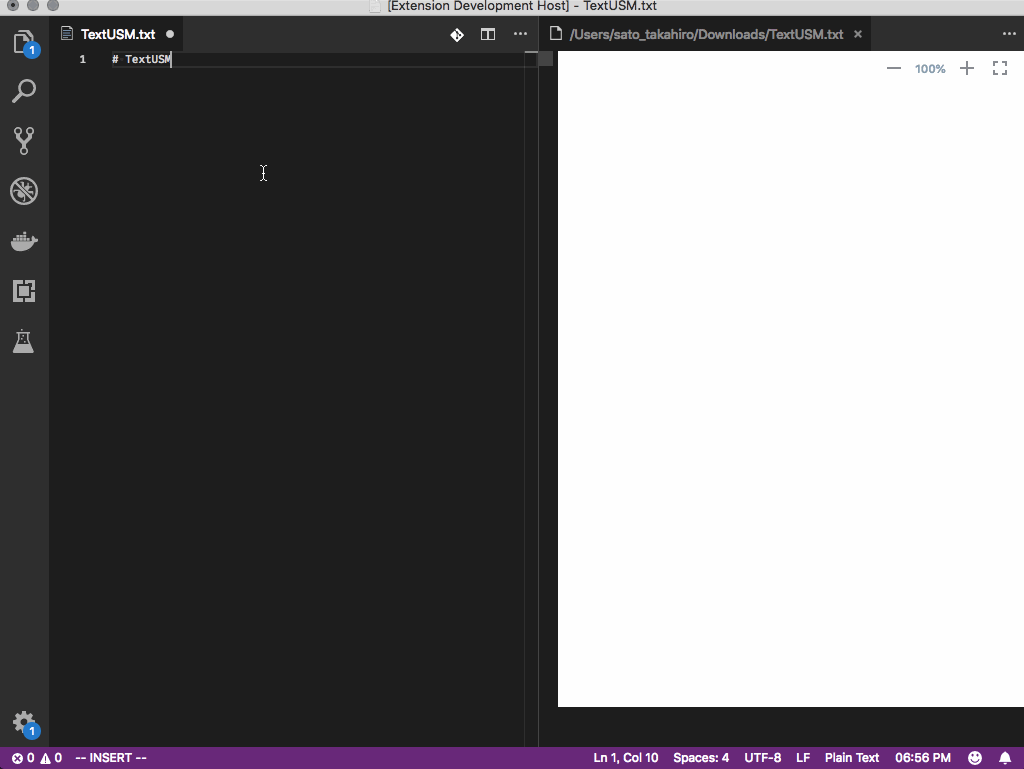 [Extension Development Host] - TextUSM.txt
TextUSM.txt
/Users/sato_takahiro/Downloads/TextUSM.txt
1
1 # TextUSM
100%
1
0 0 -- INSERT --
Ln 1, Col 10 Spaces: 4 UTF-8 LF Plain Text 06:56 PM